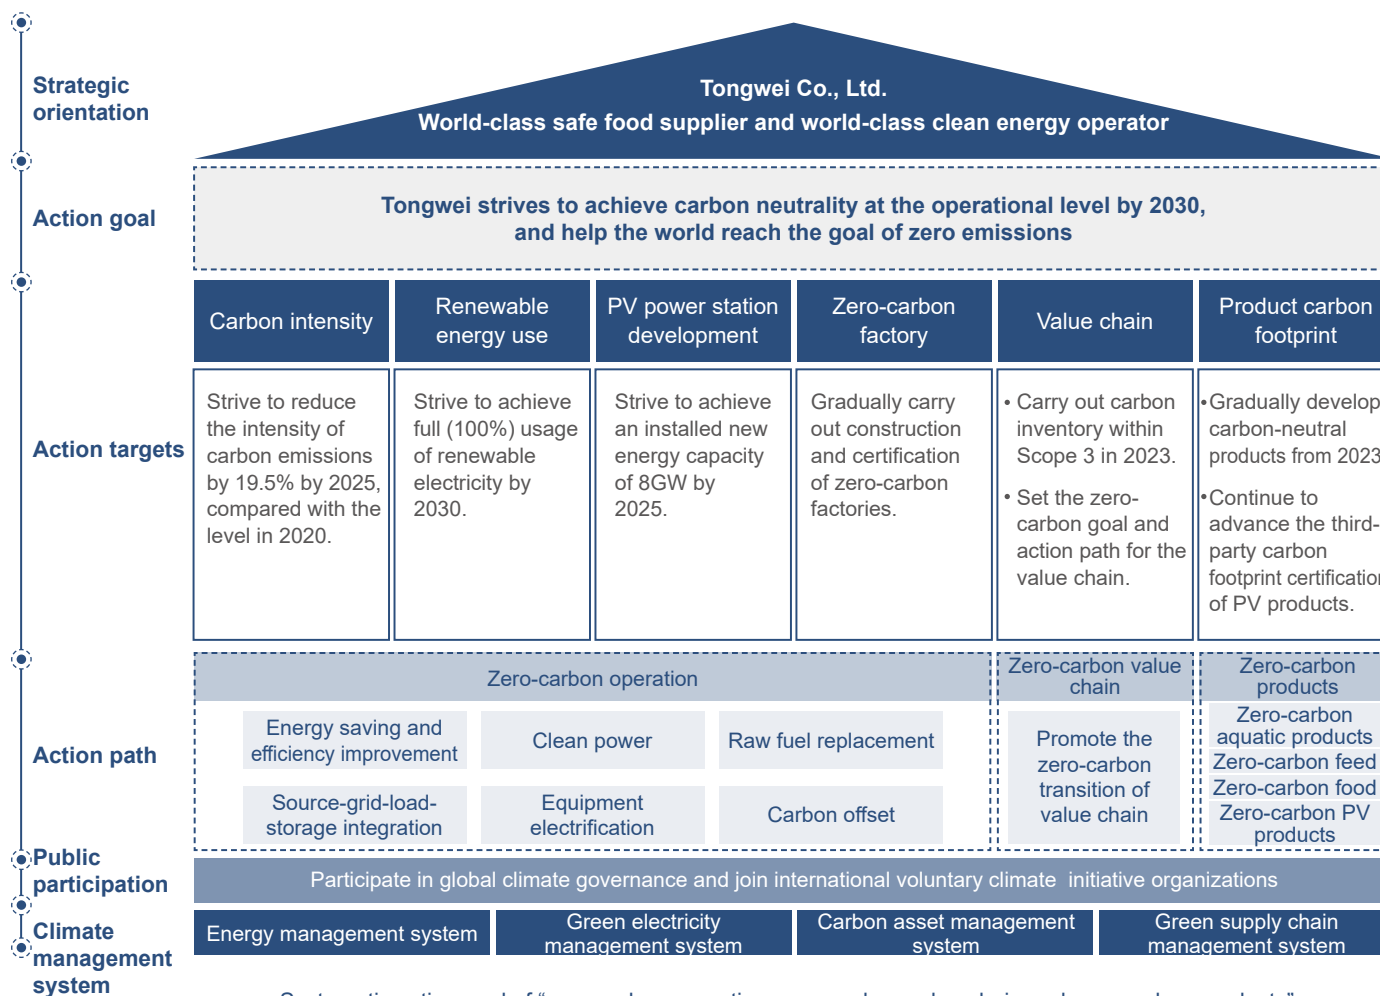 Strategic
orientation
Tongwei Co., Ltd.
World-class safe food supplier and world-class clean energy operator
Action goal
Tongwei strives to achieve carbon neutrality at the operational level by 2030,
and help the world reach the goal of zero emissions
Action targets
Carbon intensity
Strive to reduce
the intensity of
carbon emissions
by 19.5% by 2025,
compared with the
level in 2020.
Renewable
energy use
Strive to achieve
full (100%) usage
of renewable
electricity by
2030.
PV power station
development
Strive to achieve
an installed new
energy capacity
of 8GW by
2025.
Zero-carbon
factory
Gradually carry
out construction
and certification
of zero-carbon
factories.
Value chain
• Carry out carbon
inventory within
Scope 3 in 2023.
• Set the zero-
carbon goal and
action path for the
value chain.
Product carbon
footprint
• Gradually develop
carbon-neutral
products from 2023
• Continue to
advance the third-
party carbon
footprint certification
of PV products.
Action path
Zero-carbon operation
Energy saving and
efficiency improvement
Clean power
Raw fuel replacement
Source-grid-load-
storage integration
Equipment
electrification
Carbon offset
Zero-carbon value
chain
Promote the
zero-carbon
transition of
value chain
Zero-carbon
products
Zero-carbon
aquatic products
Zero-carbon feed
Zero-carbon food
Zero-carbon PV
products
Public
participation
Participate in global climate governance and join international voluntary climate initiative organizations
Climate
management
system
Energy management system
Green electricity
management system
Carbon asset management
system
Green supply chain
management system